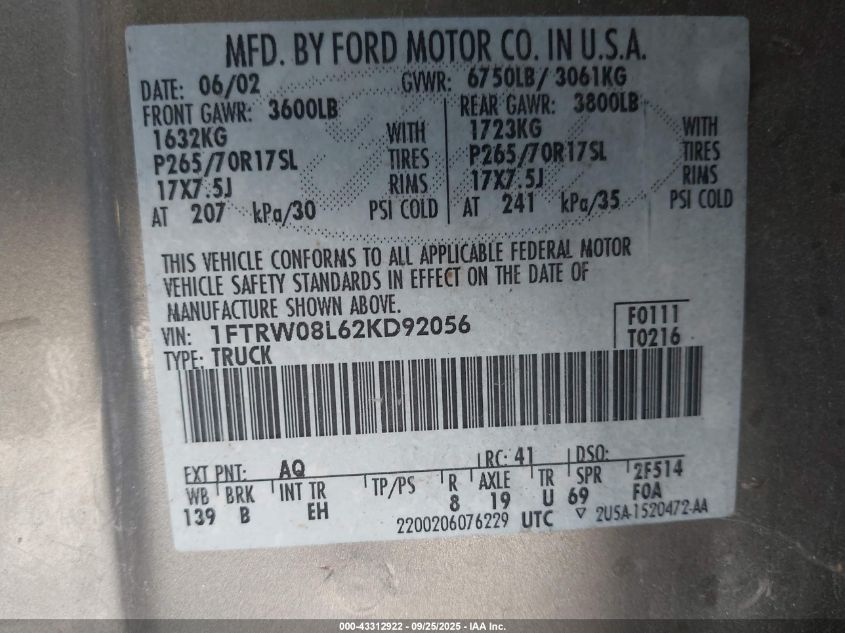 MFD. BY FORD MOTOR CO. IN U.S.A.
DATE: 06/02 GVWR: 6750LB/ 3061KG
FRONT GAWR: 3600LB REAR GAWR: 3800LB
1632KG WITH 1723KG WITH
P265/70R17SL TIRES P265/70R17SL TIRES
17X7.5J RIMS 17X7.5J RIMS
AT 207 kPa/30 PSI COLD AT 241 kPa/35 PSI COLD
THIS VEHICLE CONFORMS TO ALL APPLICABLE FEDERAL MOTOR
VEHICLE SAFETY STANDARDS IN EFFECT ON THE DATE OF
MANUFACTURE SHOWN ABOVE.
VIN: 1FTRW08L62KD92056 F0111
TYPE: TRUCK T0216
EXT PNT: AQ RC: 41 DSO:
WB BRK INT TR TP/PS R AXLE TR SPR 2F514
139 B EH 8 19 U 69 FOA
2200206076229 UTC ▽ 2U5A-1520472-AA
000-43312922 - 09/25/2025 - IAA Inc.